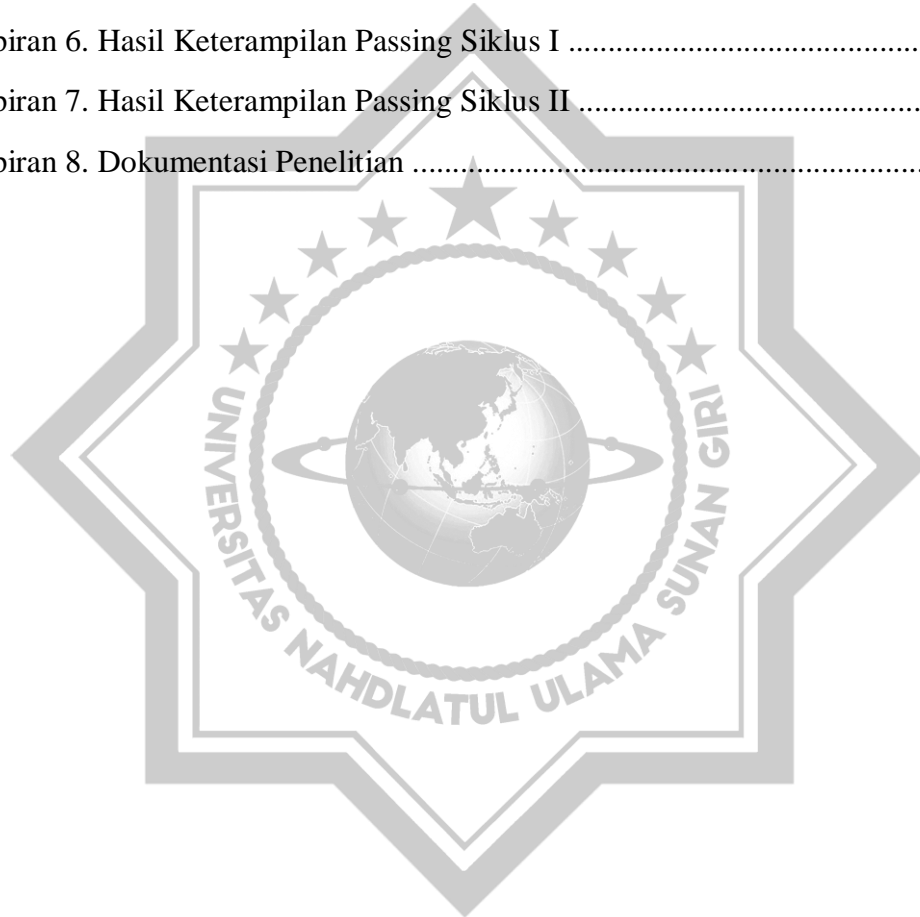 piran 6. Hasil Keterampilan Passing Siklus I ............................................
piran 7. Hasil Keterampilan Passing Siklus II ...........................................
piran 8. Dokumentasi Penelitian ................................................................
UNIVERSITAS NAHDLATUL ULAMA SUNAN GIRI